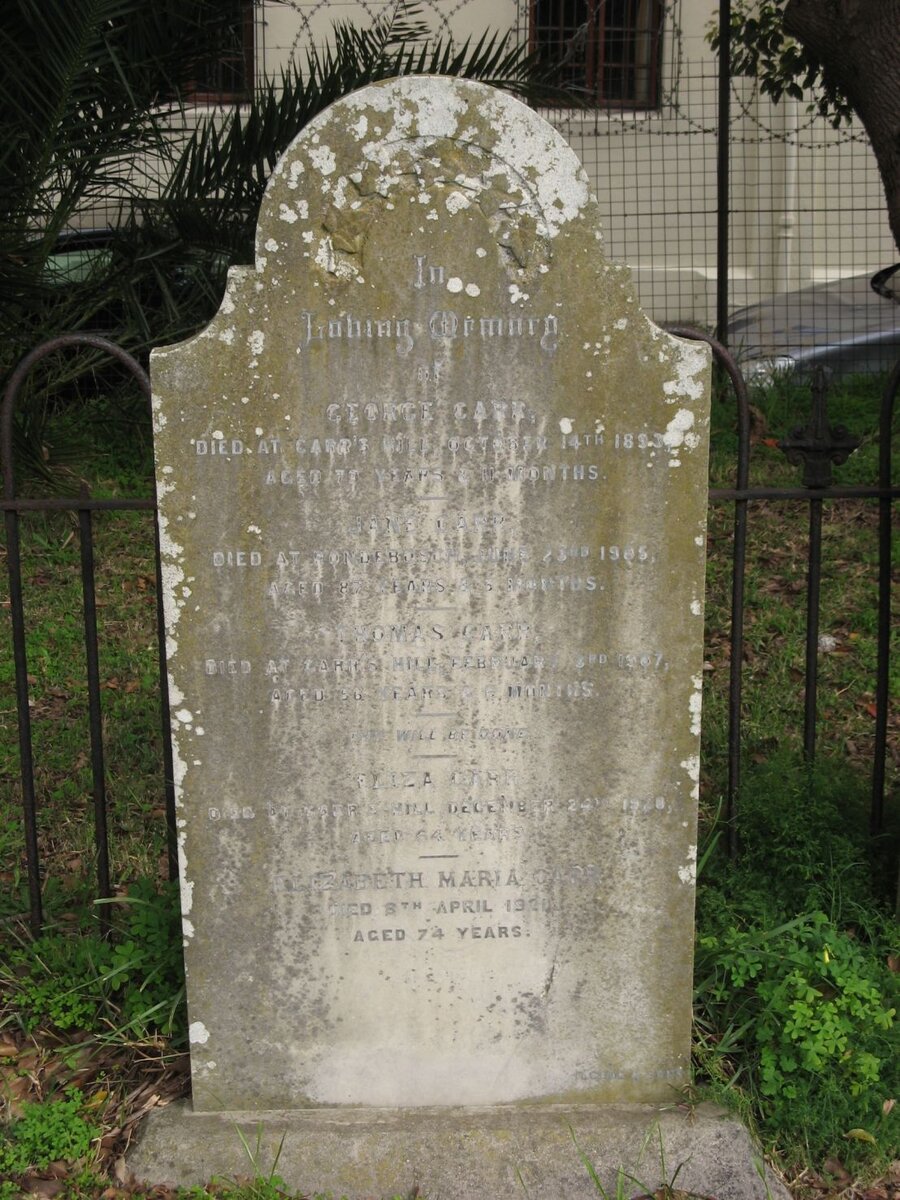 In
Loving Memory
of
GEORGE CARR.
DIED AT CARR'S HILL OCTOBER 14TH 1893,
AGED YEARS & 11 MONTHS.
JANE CARR
DIED AT RONDEBOSCH JUNE 23RD 1905,
AGED 87 YEARS & MONTHS.
THOMAS CARR.
DIED AT CARR'S HILL FEBRUARY 3RD 1907,
AGED 56 YEARS & MONTHS.
THY WILL BE DONE
ELIZA CARR
DIED AT CARR'S HILL DECEMBER 24TH
AGED 64 YEARS
ELIZABETH MARIA CARR
DIED 8TH APRIL
AGED 74 YEARS.